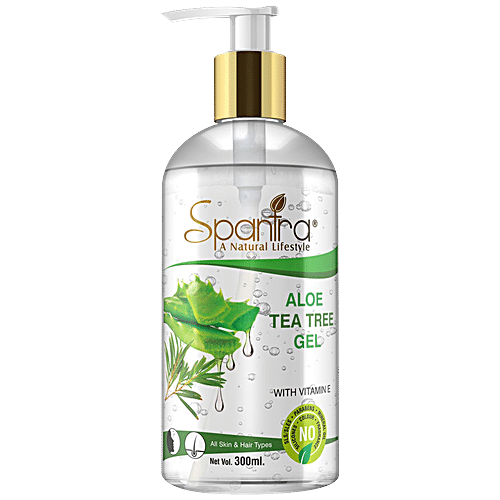 Spantra®
A Natural Lifestyle
ALOE
TEA TREE
GEL
WITH VITAMIN E
NO
All Skin & Hair Types
Net Vol. 300ml.